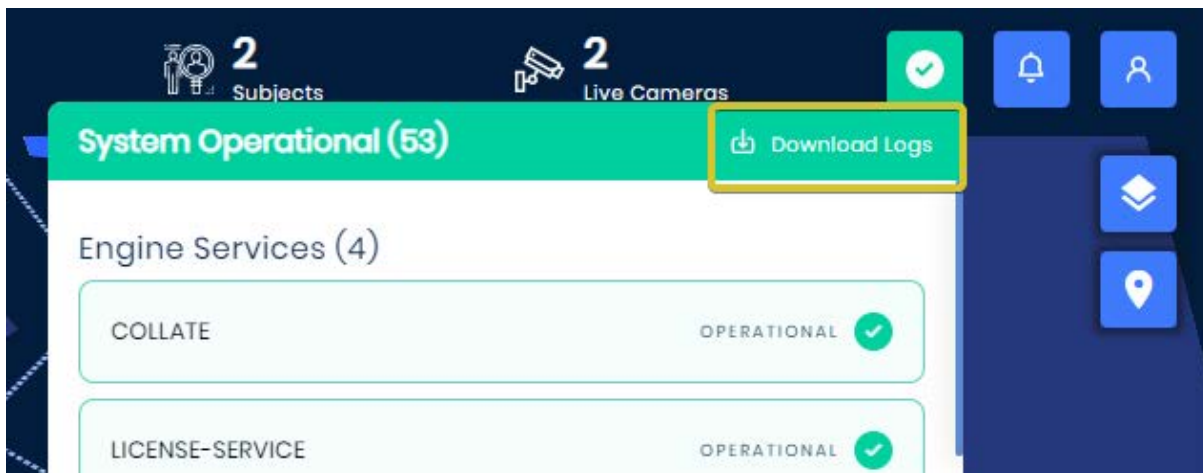 2
Subjects
2
Live Cameras
System Operational (53)
Download Logs
Engine Services (4)
COLLATE
OPERATIONAL
LICENSE-SERVICE
OPERATIONAL